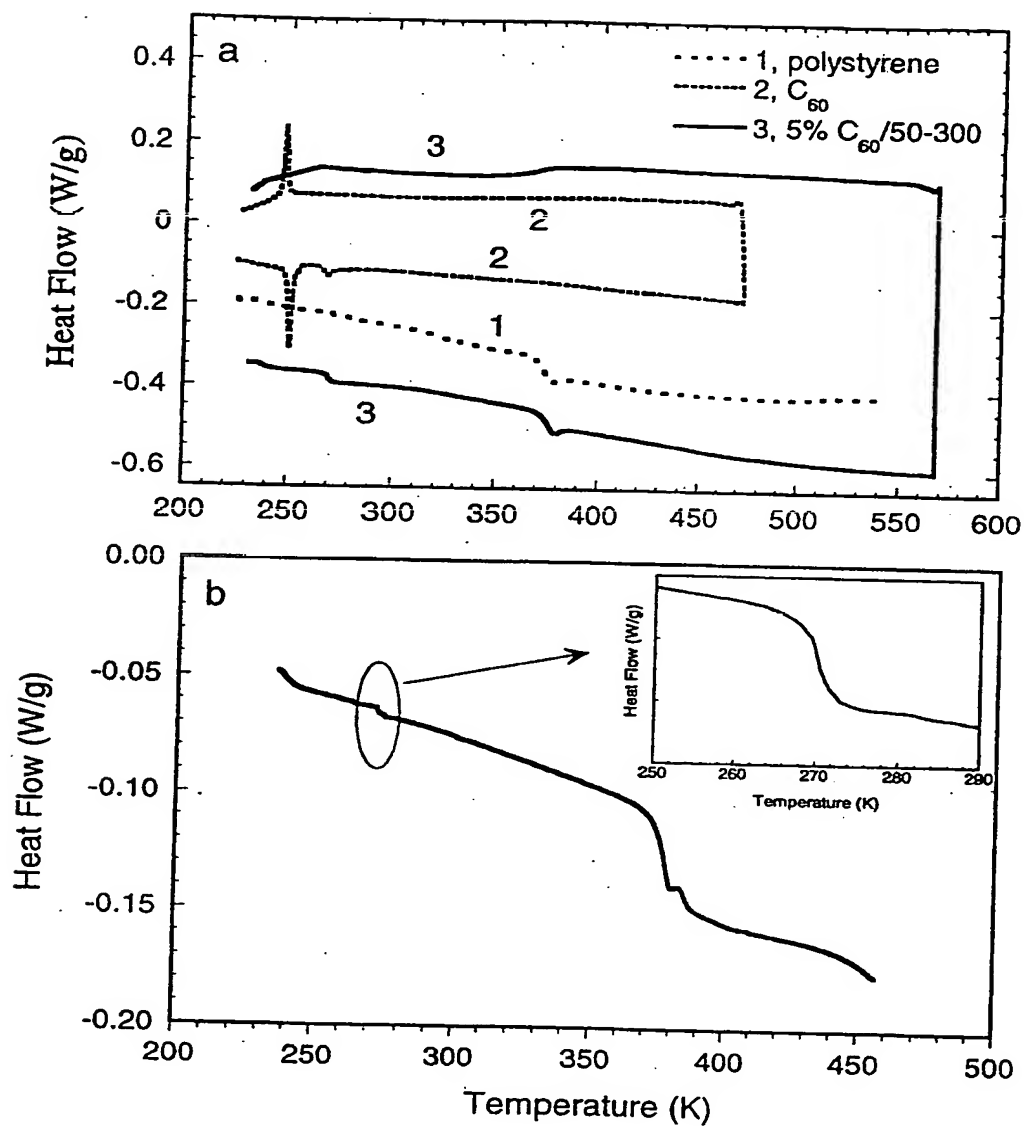 a
1, polystyrene
2, C60
3, 5% C60/50-300
Heat Flow (W/g)
0.4
0.2
0
-0.2
-0.4
-0.6
3
2
2
1
3
200 250 300 350 400 450 500 550 600
b
Heat Flow (W/g)
0.00
-0.05
-0.10
-0.15
-0.20
Heat Flow (W/g)
250 260 270 280 290
Temperature (K)
200 250 300 350 400 450 500
Temperature (K)